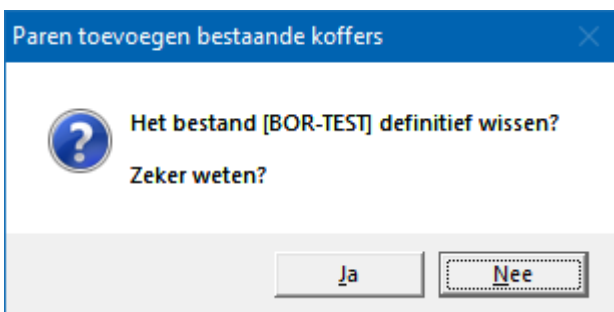 Paren toevoegen bestaande koffers
Het bestand [BOR-TEST] definitief wissen?
Zeker weten?
Ja
Nee